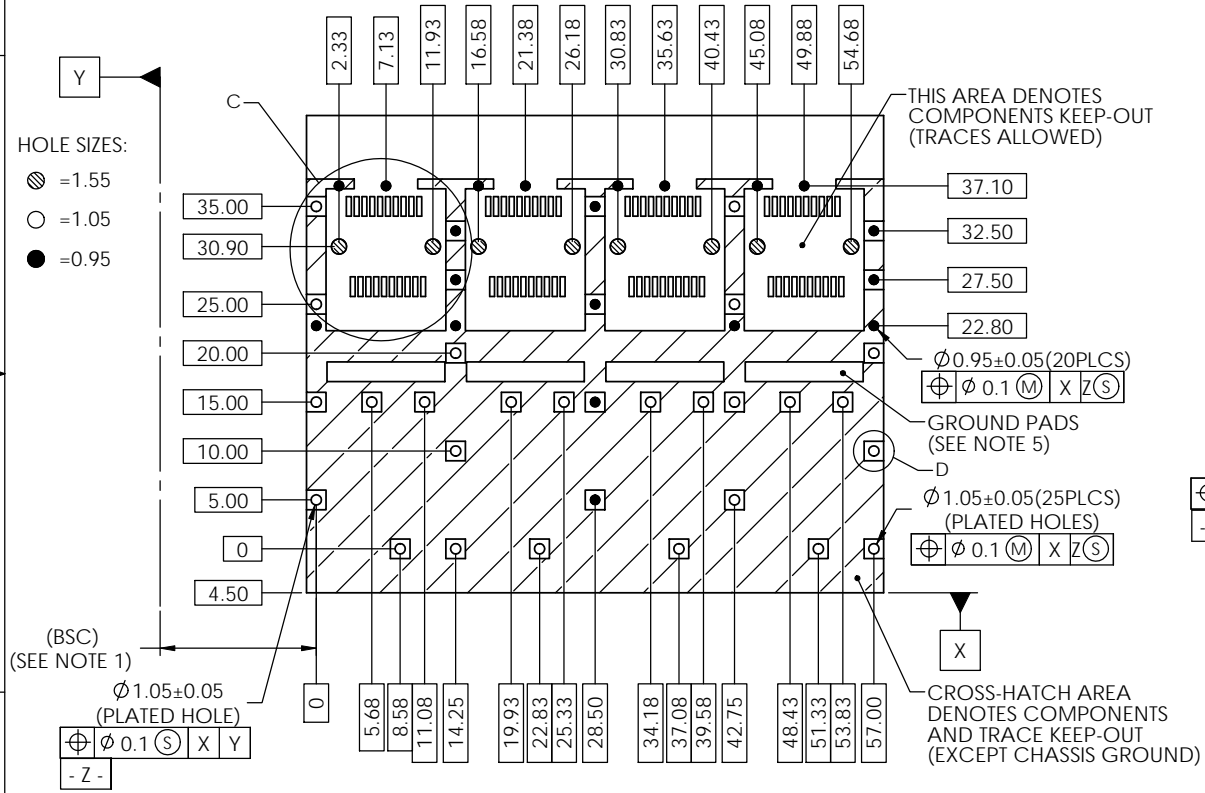 2.33
7.13
11.93
16.58
21.38
26.18
30.83
35.63
40.43
45.08
49.88
54.68
Y
C
THIS AREA DENOTES
COMPONENTS KEEP-OUT
(TRACES ALLOWED)
HOLE SIZES:
=1.55
=1.05
=0.95
35.00
30.90
25.00
20.00
15.00
10.00
5.00
0
4.50
37.10
32.50
27.50
22.80
Ø0.95±0.05(20PLCS)
⌖ Ø 0.1 Ⓜ X ZⓈ
GROUND PADS
(SEE NOTE 5)
D
Ø1.05±0.05(25PLCS)
(PLATED HOLES)
⌖ Ø 0.1 Ⓜ X ZⓈ
(BSC)
(SEE NOTE 1)
X
Ø1.05±0.05
(PLATED HOLE)
⌖ Ø 0.1 Ⓢ X Y
- Z -
0
5.68
8.58
11.08
14.25
19.93
22.83
25.33
28.50
34.18
37.08
39.58
42.75
48.43
51.33
53.83
57.00
CROSS-HATCH AREA
DENOTES COMPONENTS
AND TRACE KEEP-OUT
(EXCEPT CHASSIS GROUND)